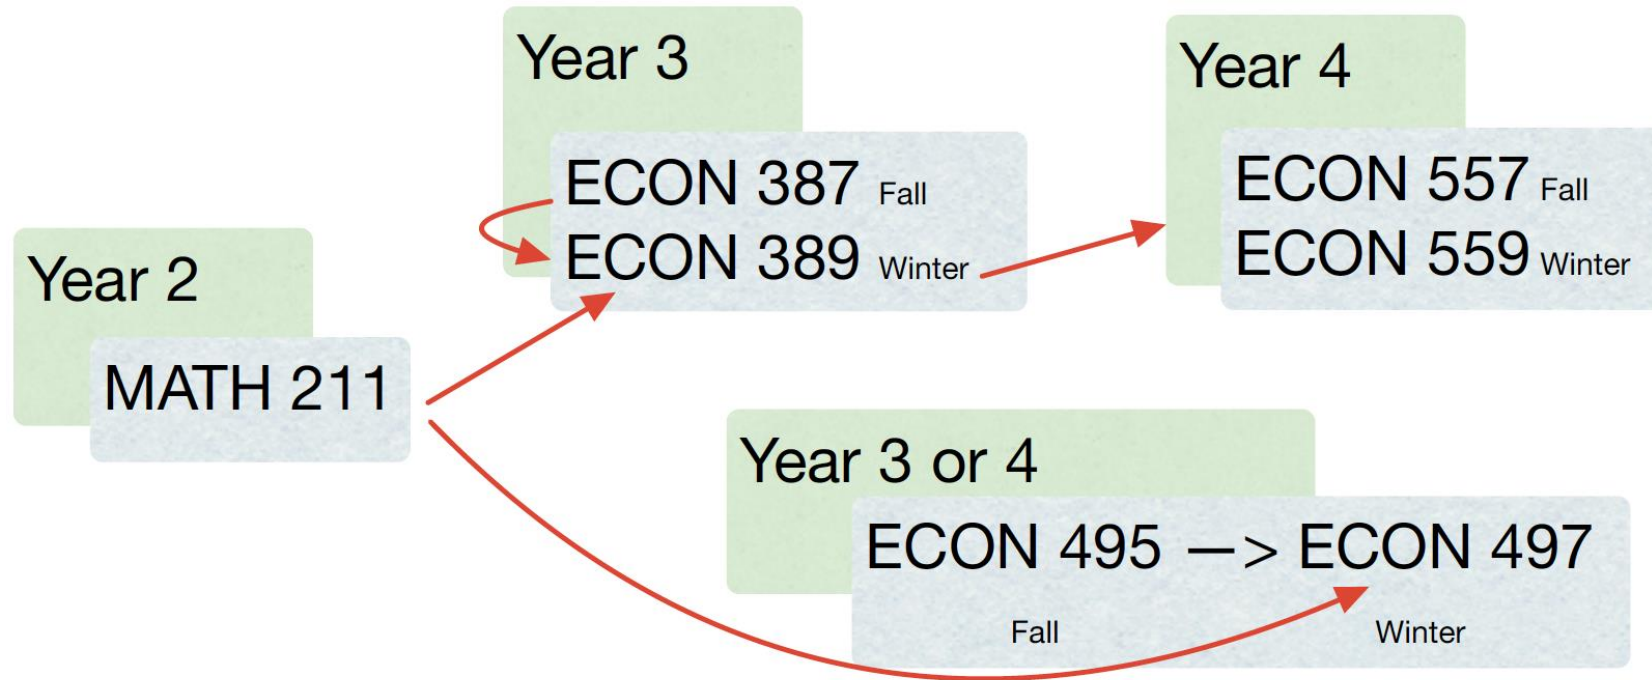 Year 2
MATH 211
Year 3
ECON 387 Fall
ECON 389 Winter
Year 4
ECON 557 Fall
ECON 559 Winter
Year 3 or 4
ECON 495 —> ECON 497
Fall Winter